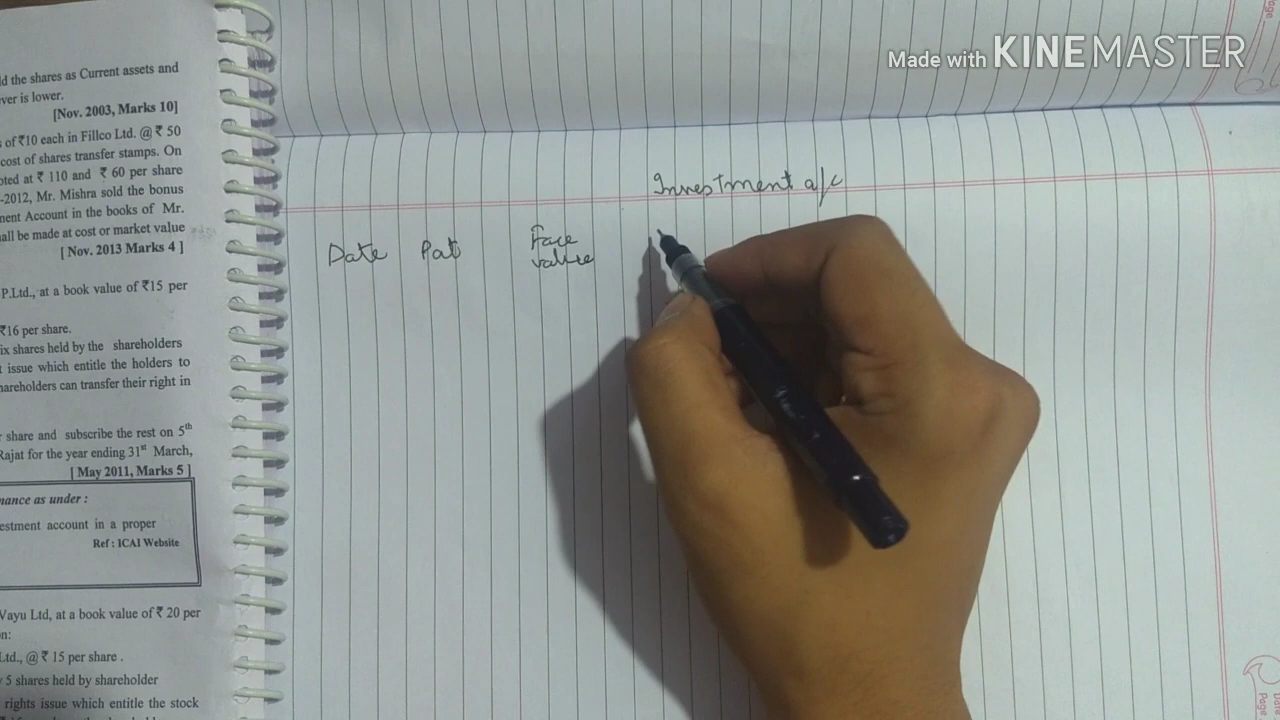 Made with KINEMASTER
ld the shares as Current assets and
ver is lower.
[Nov. 2003, Marks 10]
of ₹10 each in Fillco Ltd. @ ₹ 50
cost of shares transfer stamps. On
oted at ₹ 110 and ₹ 60 per share
-2012, Mr. Mishra sold the bonus
nent Account in the books of Mr.
all be made at cost or market value
[ Nov. 2013 Marks 4 ]
P.Ltd., at a book value of ₹15 per
₹16 per share.
ix shares held by the shareholders
t issue which entitle the holders to
hareholders can transfer their right in
r share and subscribe the rest on 5th
Rajat for the year ending 31st March,
[ May 2011, Marks 5 ]
nance as under :
estment account in a proper
Ref : ICAI Website
Vayu Ltd, at a book value of ₹ 20 per
on:
Ltd., @ ₹ 15 per share .
y 5 shares held by shareholder
rights issue which entitle the stock
Investment a/c
Date Pat Face
value
Page
Date
Page